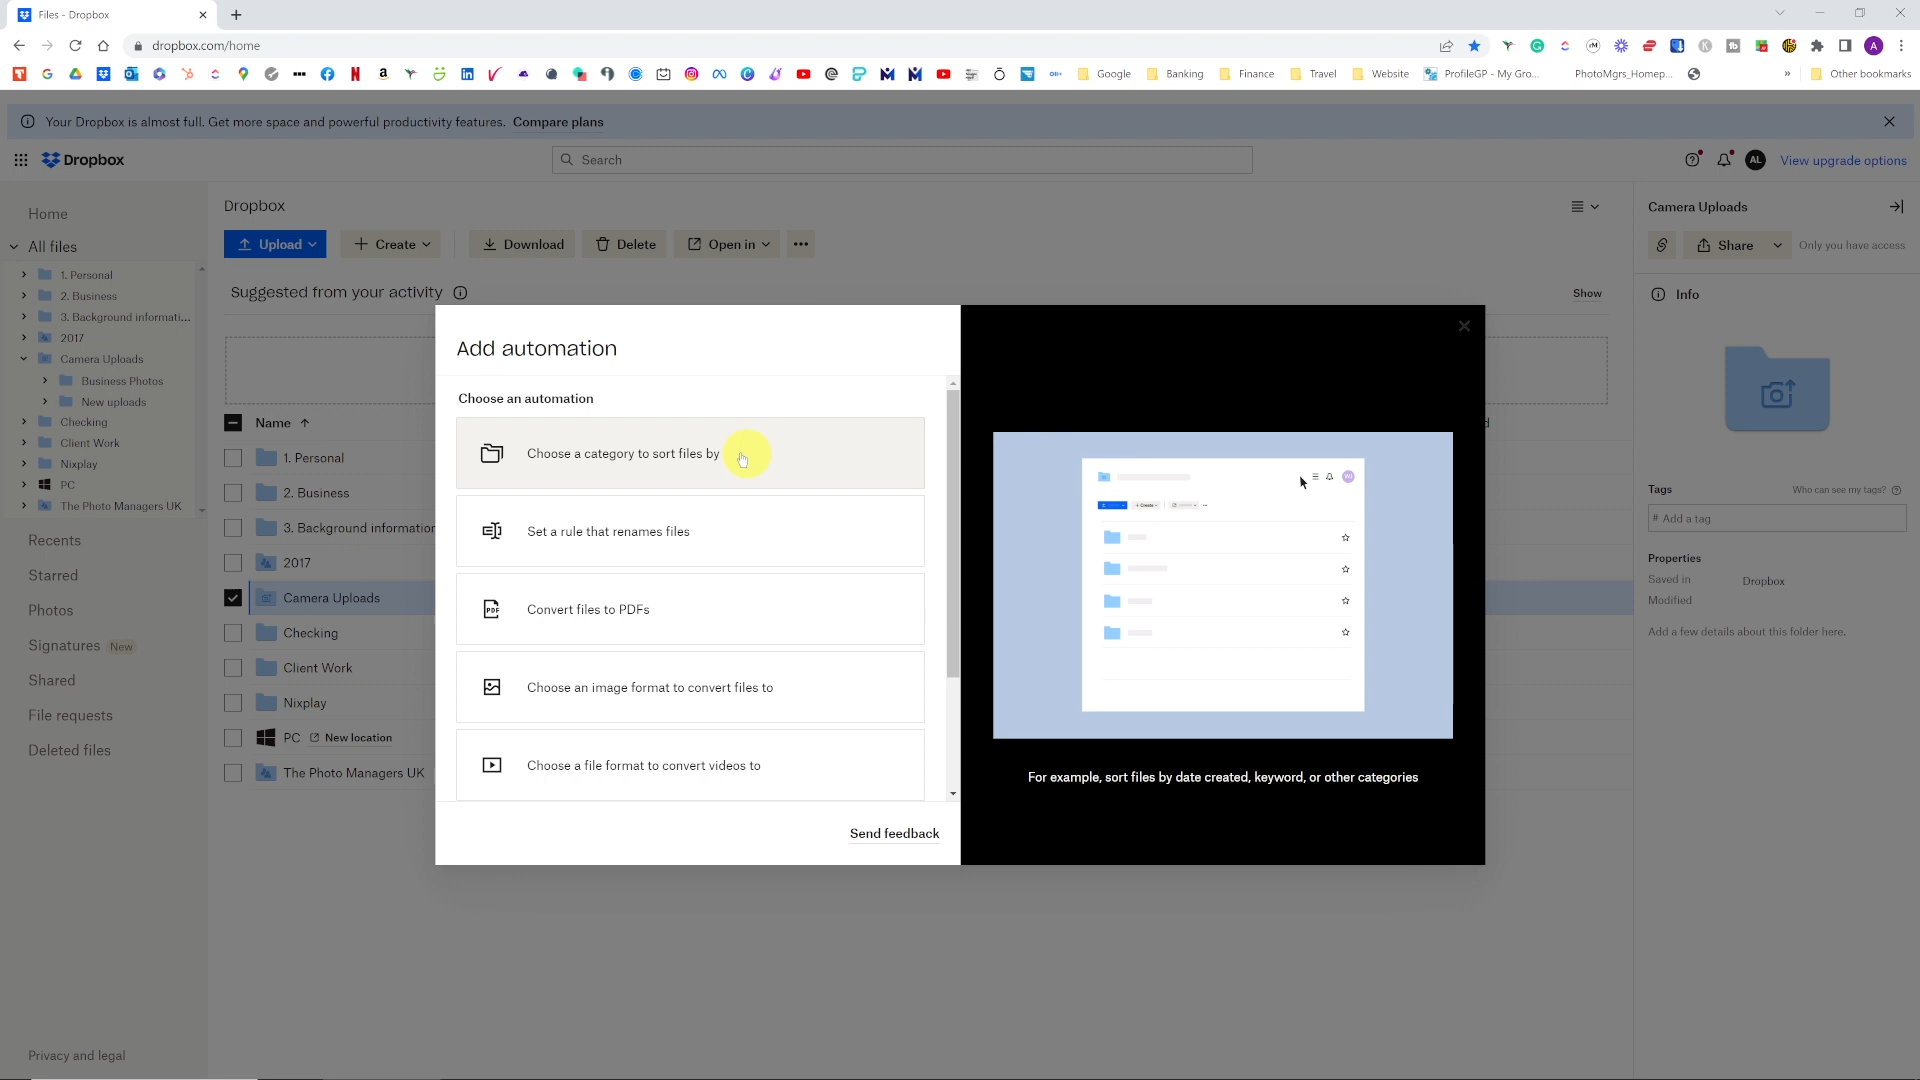 Files - Dropbox
dropbox.com/home
Google
Banking
Finance
Travel
Website
ProfileGP - My Gro...
PhotoMgrs_Homep...
»
Other bookmarks
Your Dropbox is almost full. Get more space and powerful productivity features. Compare plans
Dropbox
Search
AL
View upgrade options
Home
All files
1. Personal
2. Business
3. Background informati...
2017
Camera Uploads
Business Photos
New uploads
Checking
Client Work
Nixplay
PC
The Photo Managers UK
Recents
Starred
Photos
Signatures New
Shared
File requests
Deleted files
Privacy and legal
Dropbox
Upload
Create
Download
Delete
Open in
Suggested from your activity
Show
Name
1. Personal
2. Business
3. Background information
2017
Camera Uploads
Checking
Client Work
Nixplay
PC New location
The Photo Managers UK
Add automation
Choose an automation
Choose a category to sort files by
Set a rule that renames files
PDF
Convert files to PDFs
Choose an image format to convert files to
Choose a file format to convert videos to
Send feedback
+ Create
For example, sort files by date created, keyword, or other categories
Camera Uploads
Share
Only you have access
Info
Tags
Who can see my tags?
# Add a tag
Properties
Saved in
Dropbox
Modified
Add a few details about this folder here.